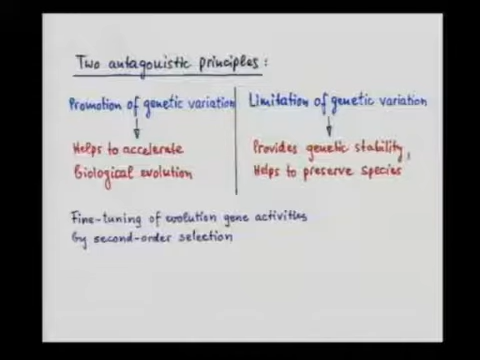 Two antagonistic principles:
Promotion of genetic variation
Helps to accelerate
Biological evolution
Limitation of genetic variation
Provides genetic stability,
Helps to preserve species
Fine-tuning of evolution gene activities
by second-order selection